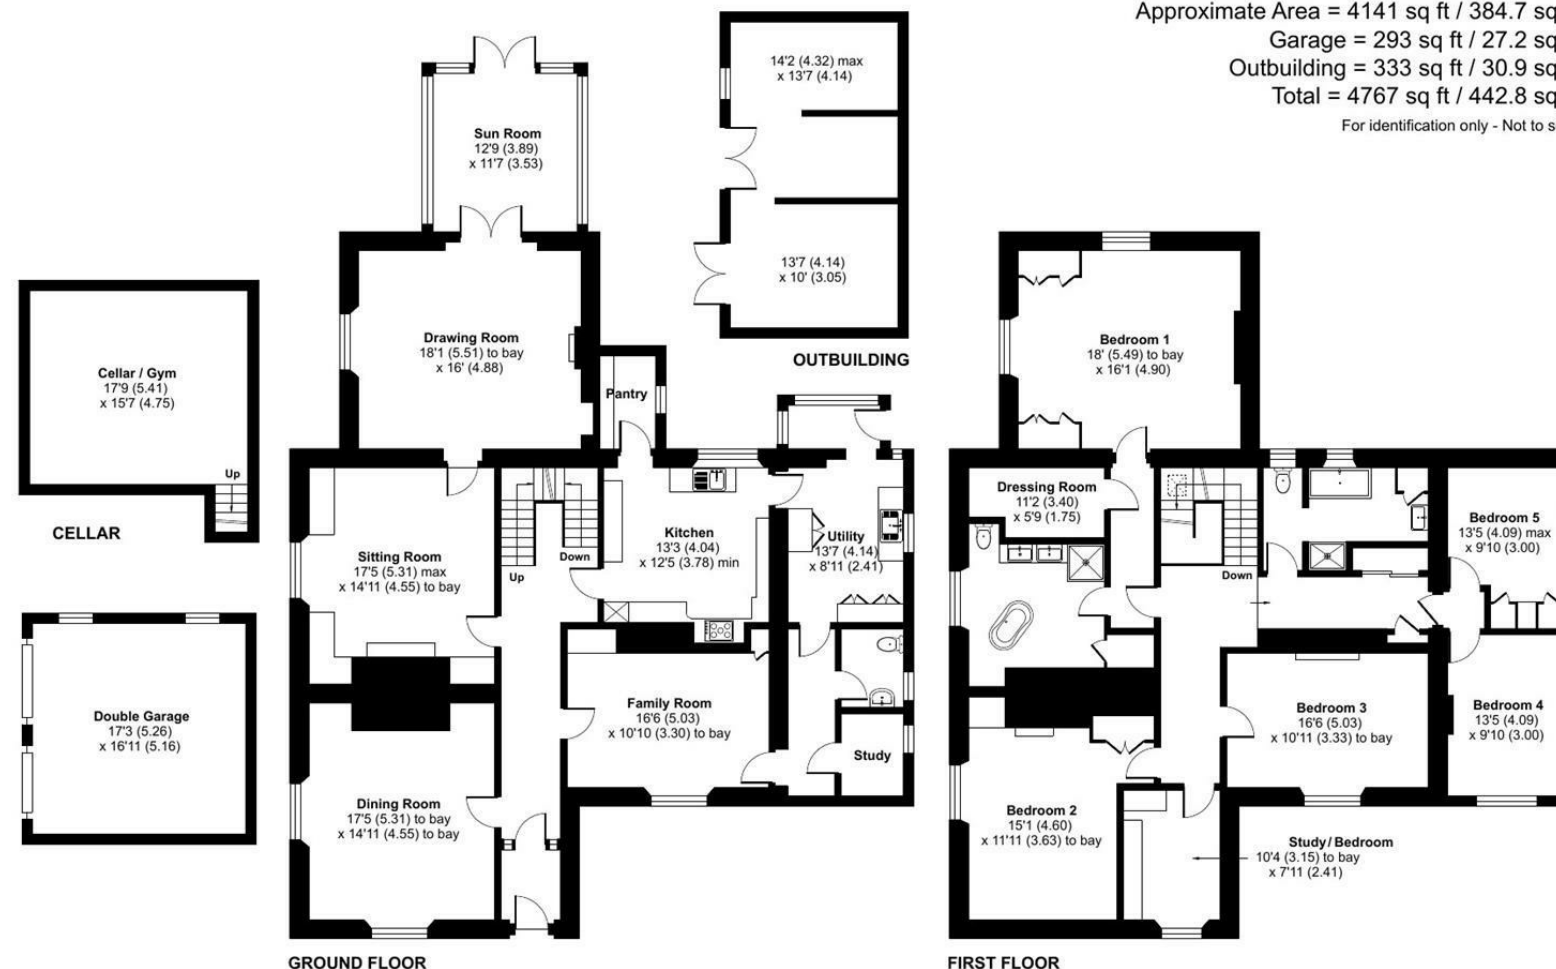 Approximate Area = 4141 sq ft / 384.7 sq
Garage = 293 sq ft / 27.2 sq
Outbuilding = 333 sq ft / 30.9 sq
Total = 4767 sq ft / 442.8 sq
For identification only - Not to s
14'2 (4.32) max
x 13'7 (4.14)
13'7 (4.14)
x 10' (3.05)
OUTBUILDING
Sun Room
12'9 (3.89)
x 11'7 (3.53)
Drawing Room
18'1 (5.51) to bay
x 16' (4.88)
Pantry
Cellar / Gym
17'9 (5.41)
x 15'7 (4.75)
Up
CELLAR
Sitting Room
17'5 (5.31) max
x 14'11 (4.55) to bay
Up
Down
Kitchen
13'3 (4.04)
x 12'5 (3.78) min
Utility
13'7 (4.14)
x 8'11 (2.41)
Double Garage
17'3 (5.26)
x 16'11 (5.16)
Family Room
16'6 (5.03)
x 10'10 (3.30) to bay
Study
Dining Room
17'5 (5.31) to bay
x 14'11 (4.55) to bay
GROUND FLOOR
Bedroom 1
18' (5.49) to bay
x 16'1 (4.90)
Dressing Room
11'2 (3.40)
x 5'9 (1.75)
Down
Bedroom 5
13'5 (4.09) max
x 9'10 (3.00)
Bedroom 3
16'6 (5.03)
x 10'11 (3.33) to bay
Bedroom 4
13'5 (4.09)
x 9'10 (3.00)
Bedroom 2
15'1 (4.60)
x 11'11 (3.63) to bay
Study/Bedroom
10'4 (3.15) to bay
x 7'11 (2.41)
FIRST FLOOR